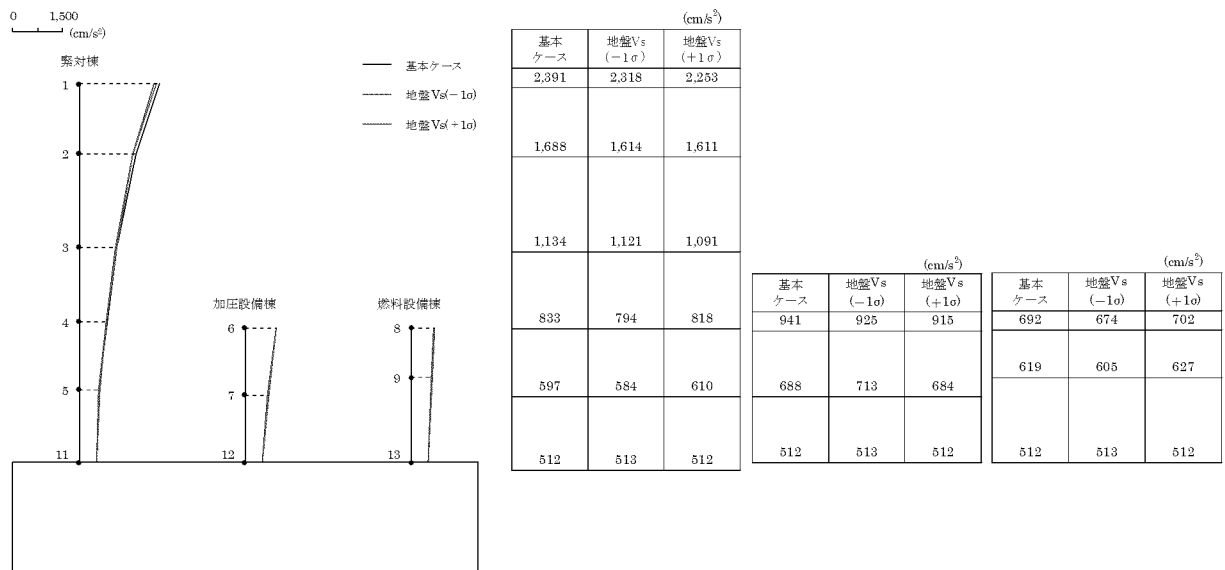 0 1,500
(cm/s²)
緊対棟
基本ケース
地盤Vs(-1σ)
地盤Vs(+1σ)
1
2
3
4
5
11
加圧設備棟
6
7
12
燃料設備棟
8
9
13
(cm/s²)
基本 地盤Vs 地盤Vs
ケース (-1σ) (+1σ)
2,391 2,318 2,253
1,688 1,614 1,611
1,134 1,121 1,091
833 794 818
597 584 610
512 513 512
(cm/s²)
基本 地盤Vs 地盤Vs
ケース (-1σ) (+1σ)
941 925 915
688 713 684
512 513 512
(cm/s²)
基本 地盤Vs 地盤Vs
ケース (-1σ) (+1σ)
692 674 702
619 605 627
512 513 512